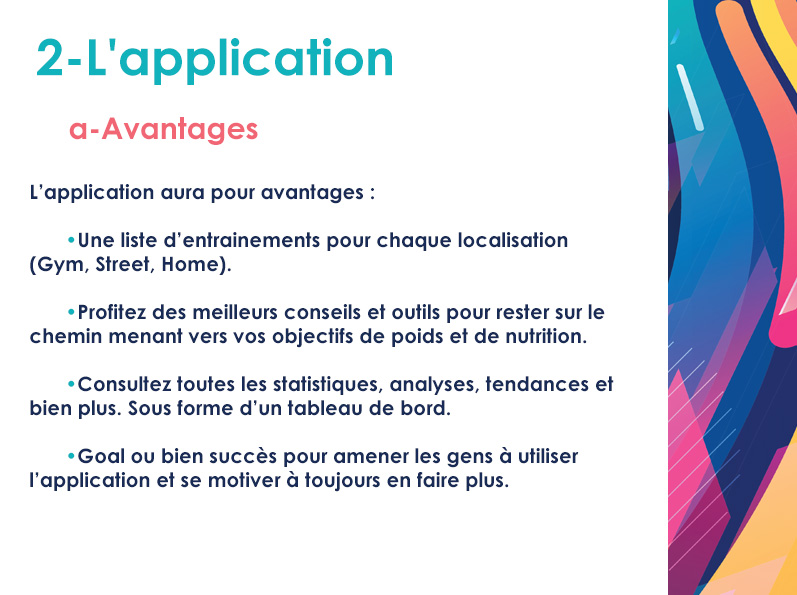 2-L'application
a-Avantages
L’application aura pour avantages :
•Une liste d’entrainements pour chaque localisation
(Gym, Street, Home).
•Profitez des meilleurs conseils et outils pour rester sur le
chemin menant vers vos objectifs de poids et de nutrition.
•Consultez toutes les statistiques, analyses, tendances et
bien plus. Sous forme d’un tableau de bord.
•Goal ou bien succès pour amener les gens à utiliser
l’application et se motiver à toujours en faire plus.